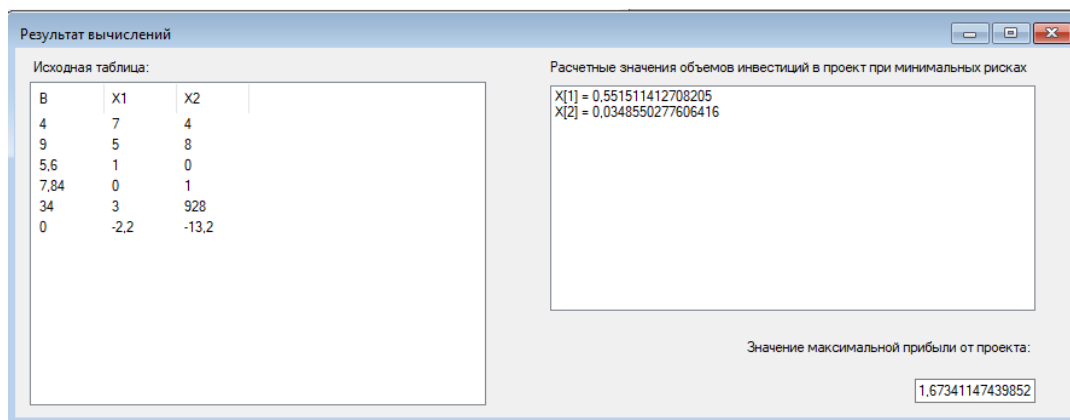 Результат вычислений
Исходная таблица:
B X1 X2
4 7 4
9 5 8
5,6 1 0
7,84 0 1
34 3 928
0 -2,2 -13,2
Расчетные значения объемов инвестиций в проект при минимальных рисках
X[1] = 0,551511412708205
X[2] = 0,0348550277606416
Значение максимальной прибыли от проекта:
1,67341147439852